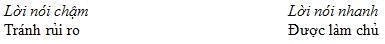 Lời nói chậm Lời nói nhanh
Tránh rủi ro Được làm chủ